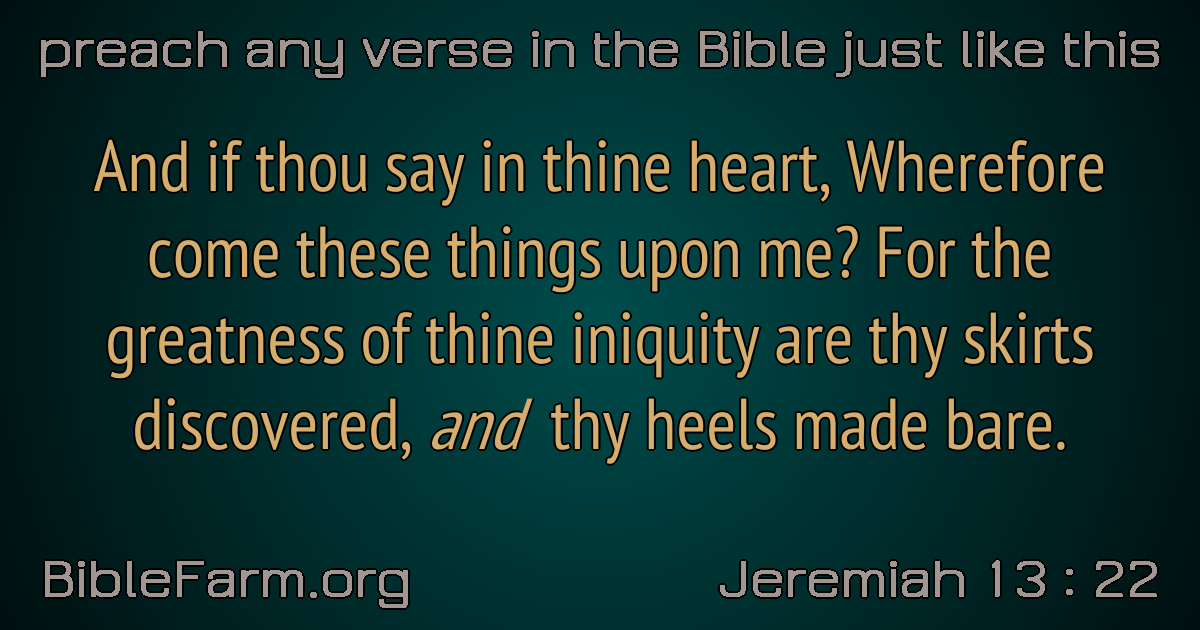 preach any verse in the Bible just like this
And if thou say in thine heart, Wherefore
come these things upon me? For the
greatness of thine iniquity are thy skirts
discovered, and thy heels made bare.
BibleFarm.org
Jeremiah 13 : 22